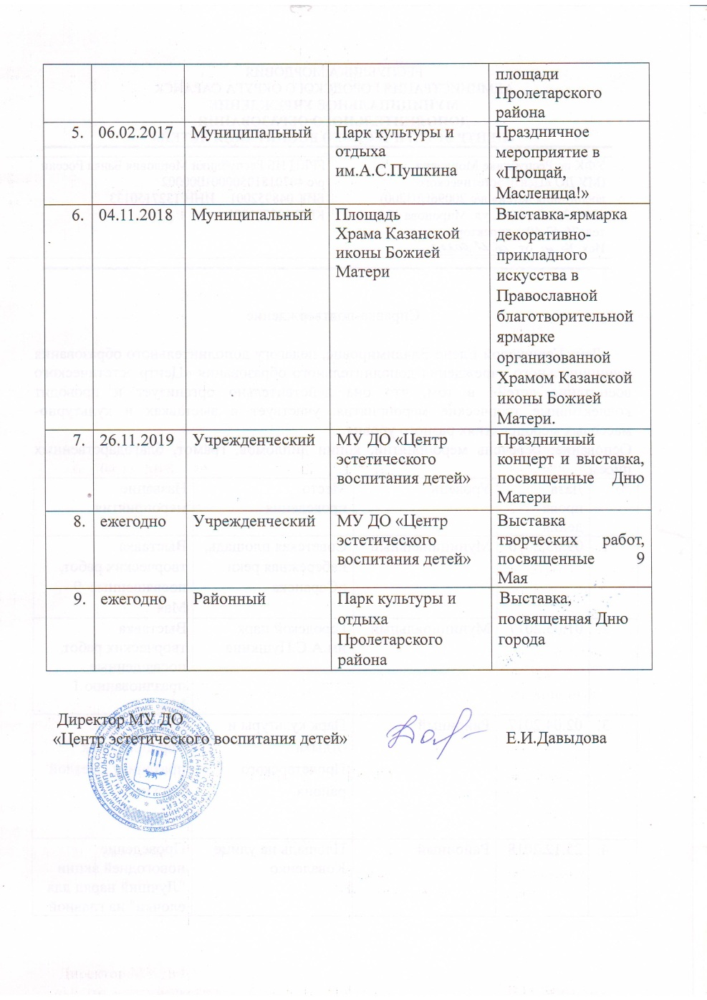 площади
Пролетарского
района
5. 06.02.2017 Муниципальный Парк культуры и отдыха им.А.С.Пушкина Праздничное
мероприятие в
«Прощай,
Масленица!»
6. 04.11.2018 Муниципальный Площадь
Храма Казанской
иконы Божией
Матери
Выставка-ярмарка
декоративно-
прикладного
искусства в
Православной
благотворительной
ярмарке
организованной
Храмом Казанской
иконы Божией
Матери.
7. 26.11.2019 Учрежденческий МУ ДО «Центр
эстетического
воспитания детей»
Праздничный
концерт и выставка,
посвященные Дню
Матери
8. ежегодно Учрежденческий МУ ДО «Центр
эстетического
воспитания детей»
Выставка
творческих работ,
посвященные 9
Мая
9. ежегодно Районный Парк культуры и
отдыха
Пролетарского
района
Выставка,
посвященная Дню
города
Директор МУ ДО
«Центр эстетического воспитания детей» Е.И.Давыдова